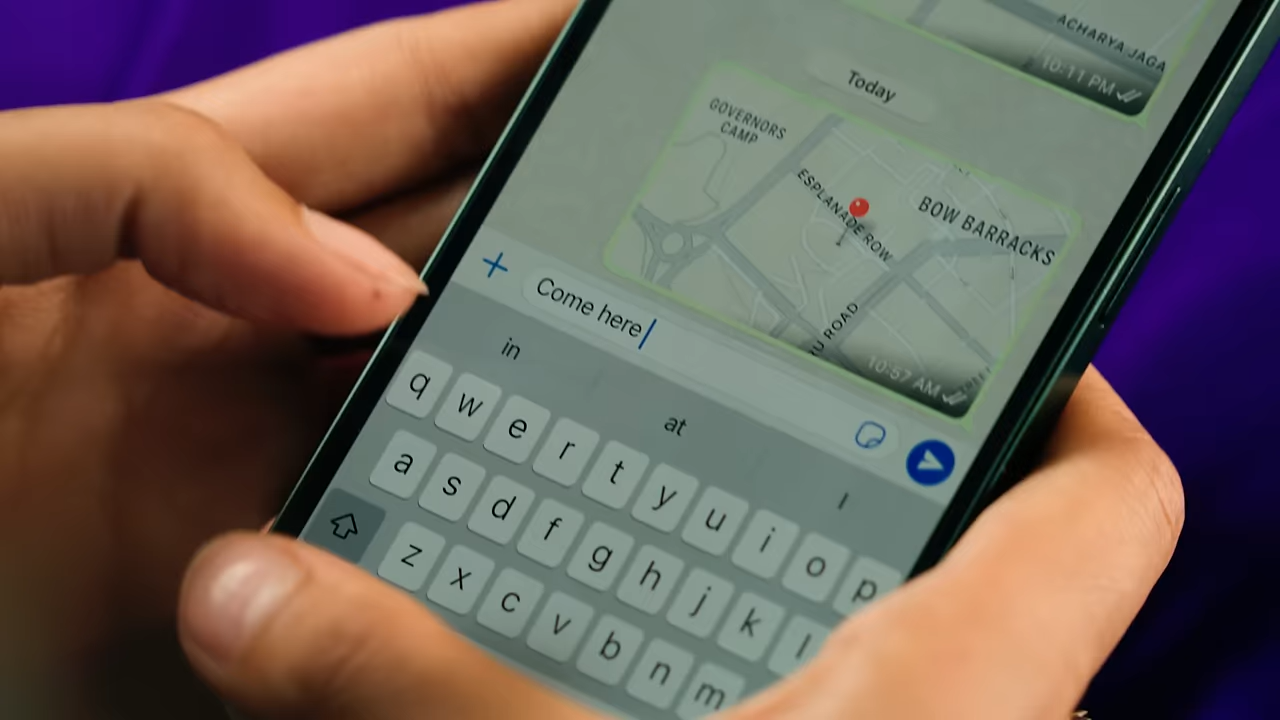 ACHARYA JAGA
10:11 PM
Today
GOVERNORS
CAMP
ESPLANADE ROW
BOW BARRACKS
RU ROAD
10:57 AM
Come here
in
at
I
q w e r t y u i o p
a s d f g h j k l
z x c v b n m